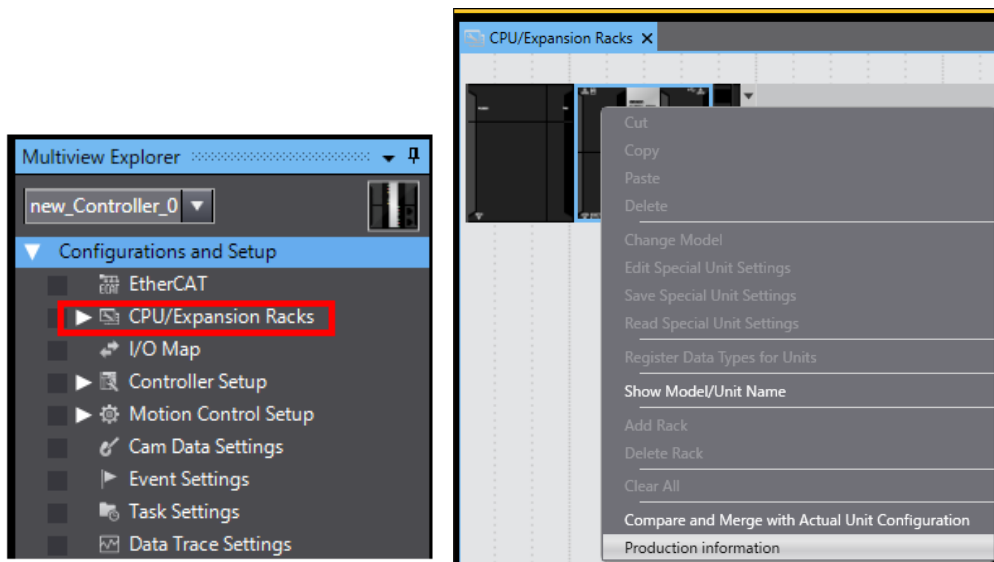 Multiview Explorer
new_Controller_0
Configurations and Setup
EtherCAT
CPU/Expansion Racks
I/O Map
Controller Setup
Motion Control Setup
Cam Data Settings
Event Settings
Task Settings
Data Trace Settings
CPU/Expansion Racks
Cut
Copy
Paste
Delete
Change Model
Edit Special Unit Settings
Save Special Unit Settings
Read Special Unit Settings
Register Data Types for Units
Show Model/Unit Name
Add Rack
Delete Rack
Clear All
Compare and Merge with Actual Unit Configuration
Production information